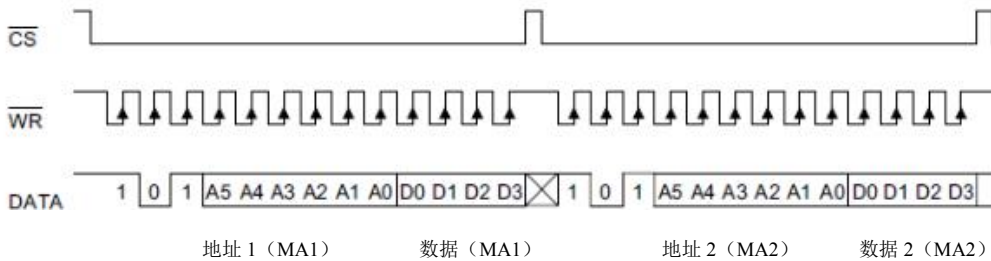 CS
WR
DATA 1 0 1 A5 A4 A3 A2 A1 A0 D0 D1 D2 D3 1 0 1 A5 A4 A3 A2 A1 A0 D0 D1 D2 D3
地址 1（MA1） 数据（MA1） 地址 2（MA2） 数据 2（MA2）